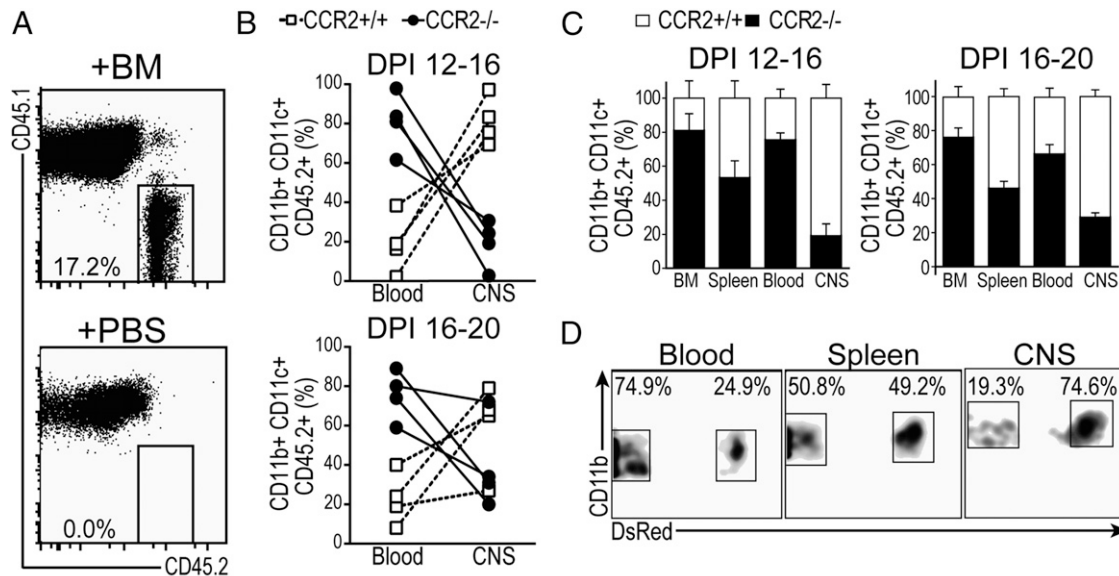 A
+BM
CD45.1
17.2%
+PBS
0.0%
CD45.2
B
CCR2+/+ CCR2-/-
DPI 12-16
CD11b+ CD11c+
CD45.2+ (%)
100
80
60
40
20
0
Blood CNS
DPI 16-20
CD11b+ CD11c+
CD45.2+ (%)
100
80
60
40
20
0
Blood CNS
C
CCR2+/+ CCR2-/-
DPI 12-16
CD11b+ CD11c+
CD45.2+ (%)
100
80
60
40
20
0
BM Spleen Blood CNS
DPI 16-20
CD11b+ CD11c+
CD45.2+ (%)
100
80
60
40
20
0
BM Spleen Blood CNS
D
Blood Spleen CNS
74.9% 24.9% 50.8% 49.2% 19.3% 74.6%
CD11b
DsRed